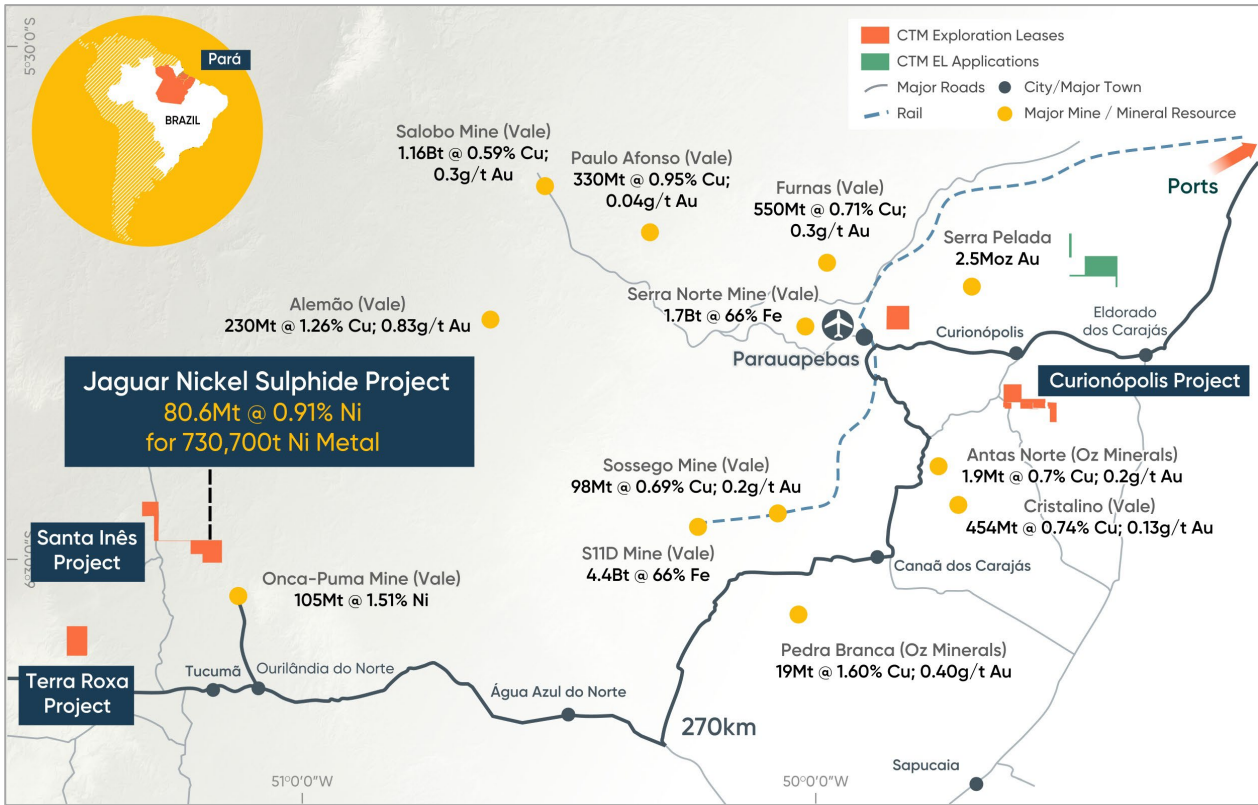 5º30'0"S
Pará
BRAZIL
CTM Exploration Leases
CTM EL Applications
Major Roads
City/Major Town
Rail
Major Mine / Mineral Resource
Salobo Mine (Vale)
1.16Bt @ 0.59% Cu;
0.3g/t Au
Paulo Afonso (Vale)
330Mt @ 0.95% Cu;
0.04g/t Au
Furnas (Vale)
550Mt @ 0.71% Cu;
0.3g/t Au
Ports
Serra Pelada
2.5Moz Au
Alemão (Vale)
230Mt @ 1.26% Cu; 0.83g/t Au
Serra Norte Mine (Vale)
1.7Bt @ 66% Fe
Parauapebas
Curionópolis
Eldorado
dos Carajás
Curionópolis Project
Jaguar Nickel Sulphide Project
80.6Mt @ 0.91% Ni
for 730,700t Ni Metal
Sossego Mine (Vale)
98Mt @ 0.69% Cu; 0.2g/t Au
Antas Norte (Oz Minerals)
1.9Mt @ 0.7% Cu; 0.2g/t Au
Cristalino (Vale)
454Mt @ 0.74% Cu; 0.13g/t Au
Santa Inês
Project
6º30'0"S
S11D Mine (Vale)
4.4Bt @ 66% Fe
Canaã dos Carajás
Onca-Puma Mine (Vale)
105Mt @ 1.51% Ni
Pedra Branca (Oz Minerals)
19Mt @ 1.60% Cu; 0.40g/t Au
Terra Roxa
Project
Tucumã
Ourilândia do Norte
Água Azul do Norte
270km
Sapucaia
51º0'0"W
50º0'0"W